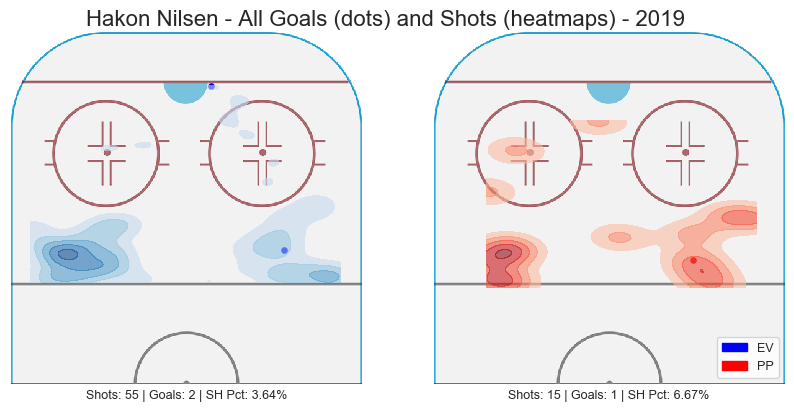 Hakon Nilsen - All Goals (dots) and Shots (heatmaps) - 2019
EV
PP
Shots: 55 | Goals: 2 | SH Pct: 3.64%
Shots: 15 | Goals: 1 | SH Pct: 6.67%